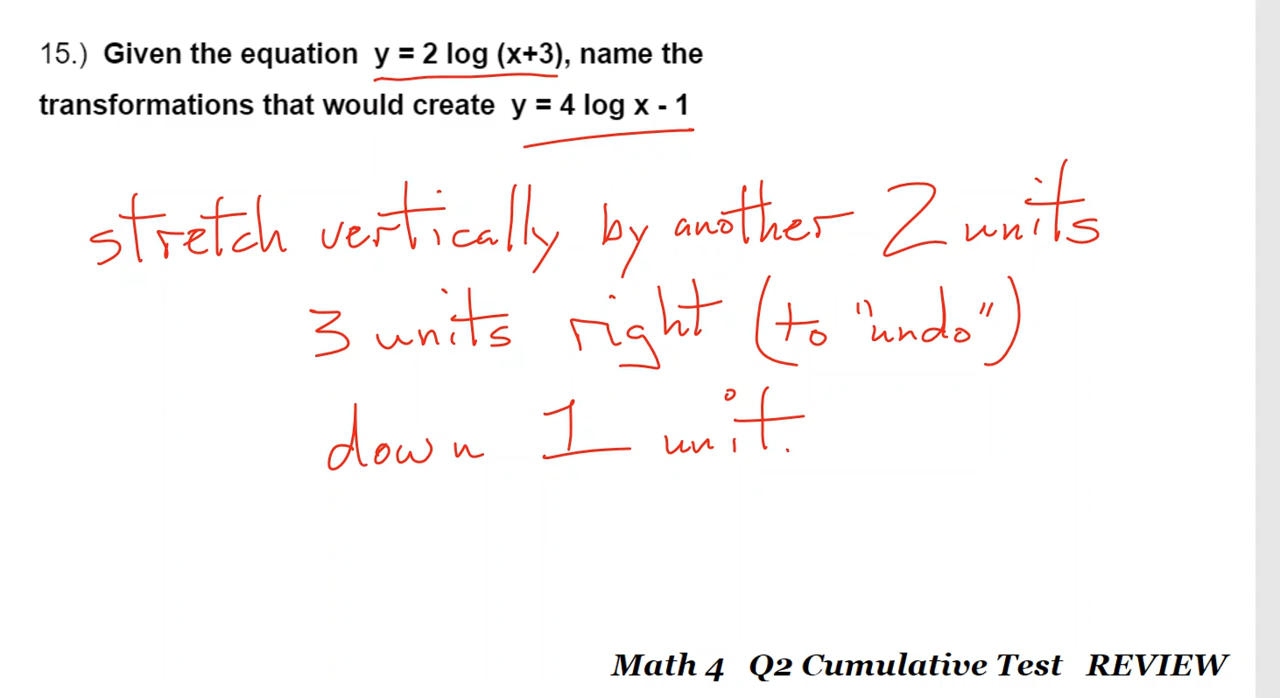 15.) Given the equation y = 2 log (x+3), name the
transformations that would create y = 4 log x - 1
stretch vertically by another 2 units
3 units right (to "undo")
down 1 unit.
Math 4 Q2 Cumulative Test REVIEW